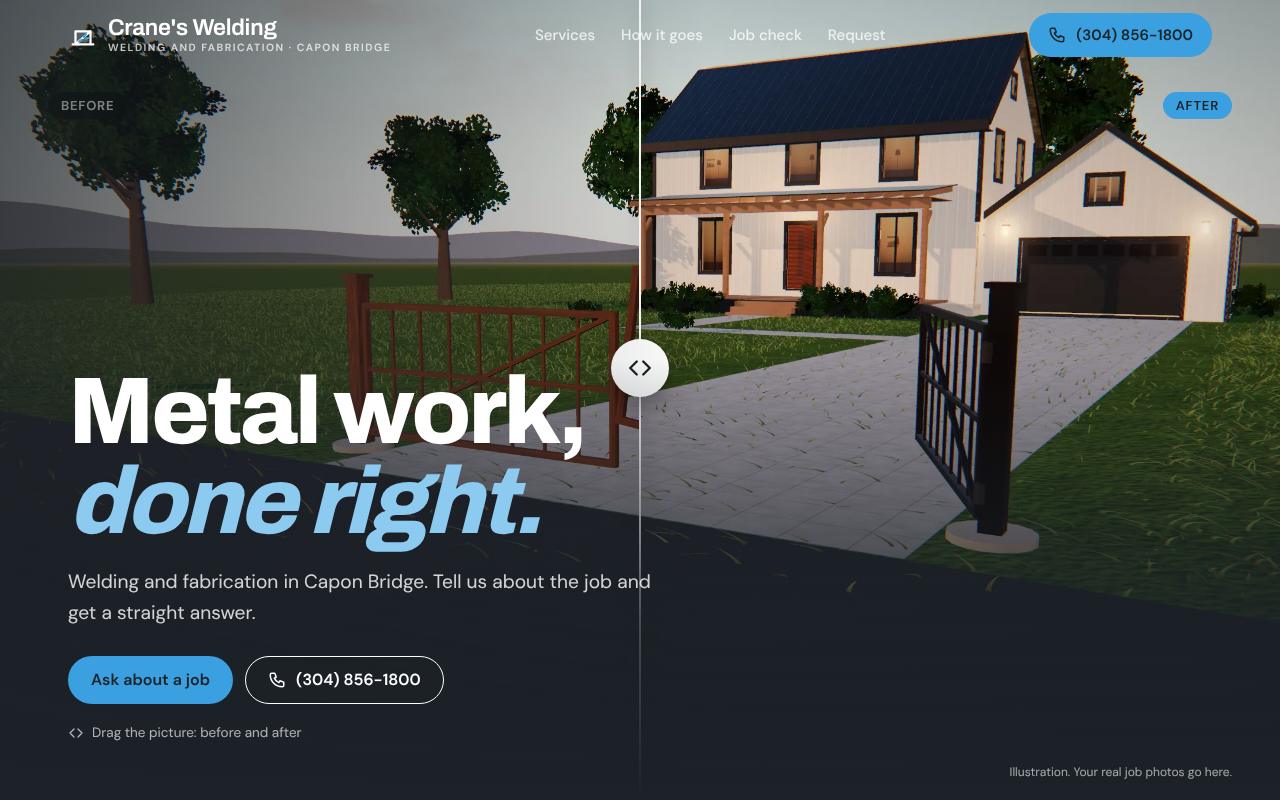 Crane's Welding
WELDING AND FABRICATION · CAPON BRIDGE
Services How it goes Job check Request
(304) 856-1800
BEFORE
AFTER
Metal work,
done right.
Welding and fabrication in Capon Bridge. Tell us about the job and
get a straight answer.
Ask about a job
(304) 856-1800
Drag the picture: before and after
Illustration. Your real job photos go here.